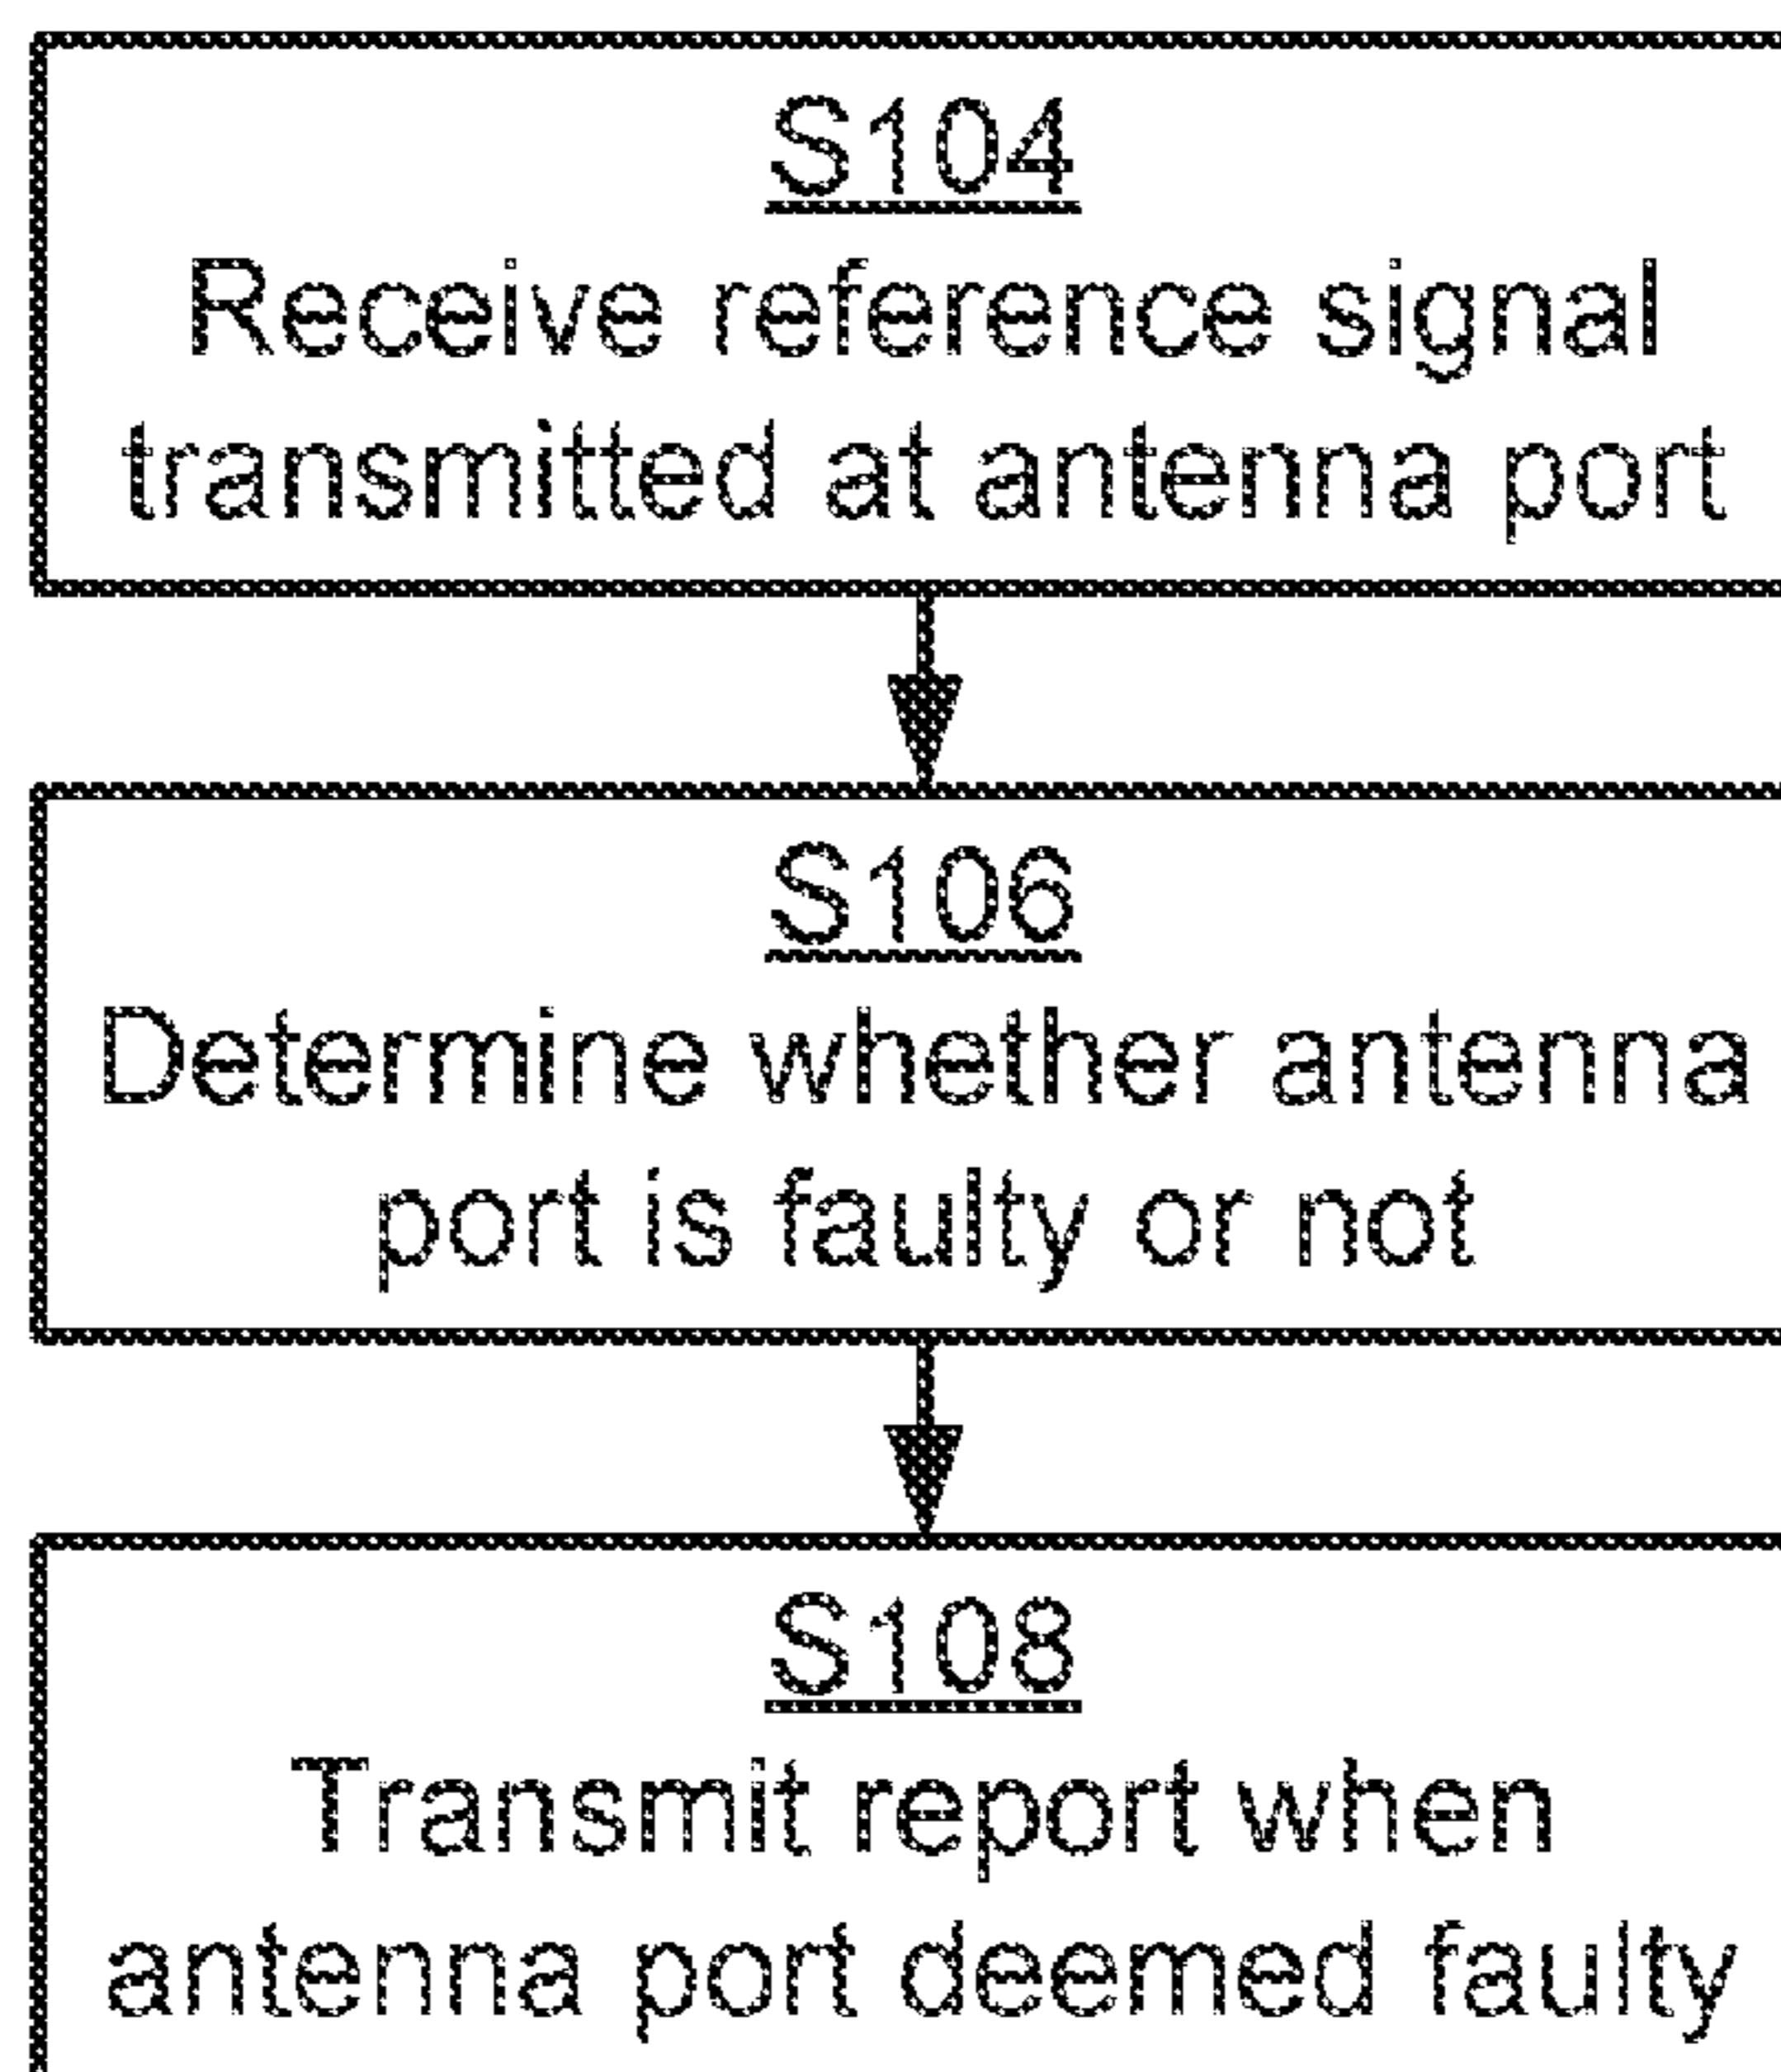 S104
Receive reference signal
transmitted at antenna port
S106
Determine whether antenna
port is faulty or not
S108
Transmit report when
antenna port deemed faulty